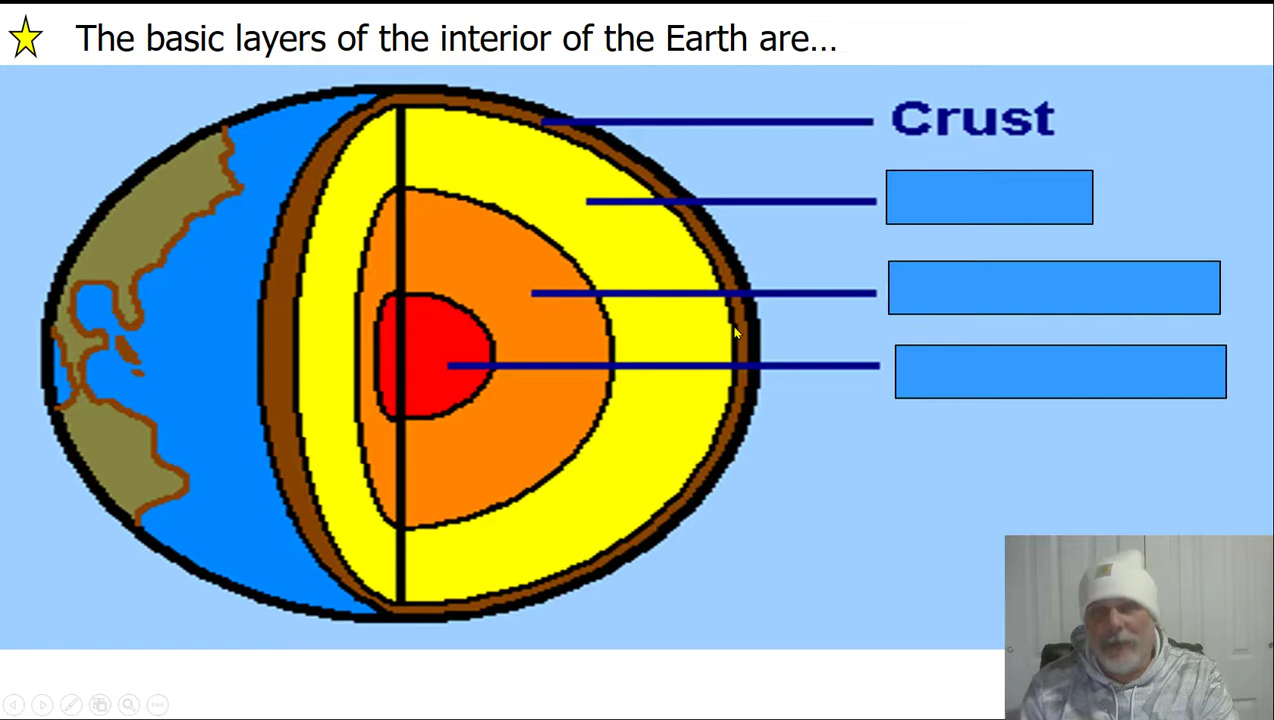 The basic layers of the interior of the Earth are...
Crust